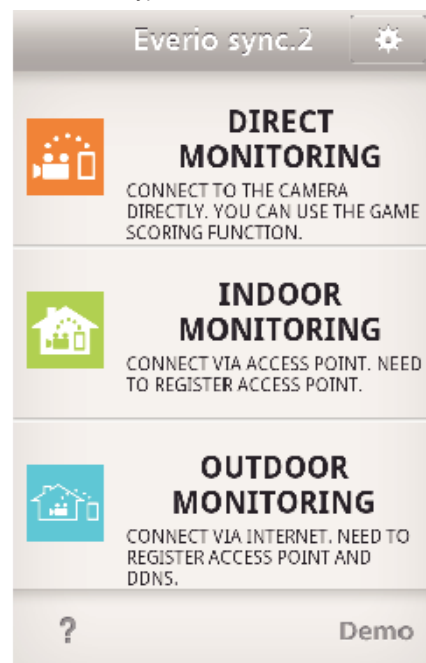 Everio sync.2
DIRECT
MONITORING
CONNECT TO THE CAMERA
DIRECTLY. YOU CAN USE THE GAME
SCORING FUNCTION.
INDOOR
MONITORING
CONNECT VIA ACCESS POINT. NEED
TO REGISTER ACCESS POINT.
OUTDOOR
MONITORING
CONNECT VIA INTERNET. NEED TO
REGISTER ACCESS POINT AND
DDNS.
? Demo